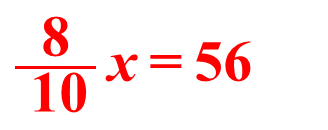 8/10 x = 56